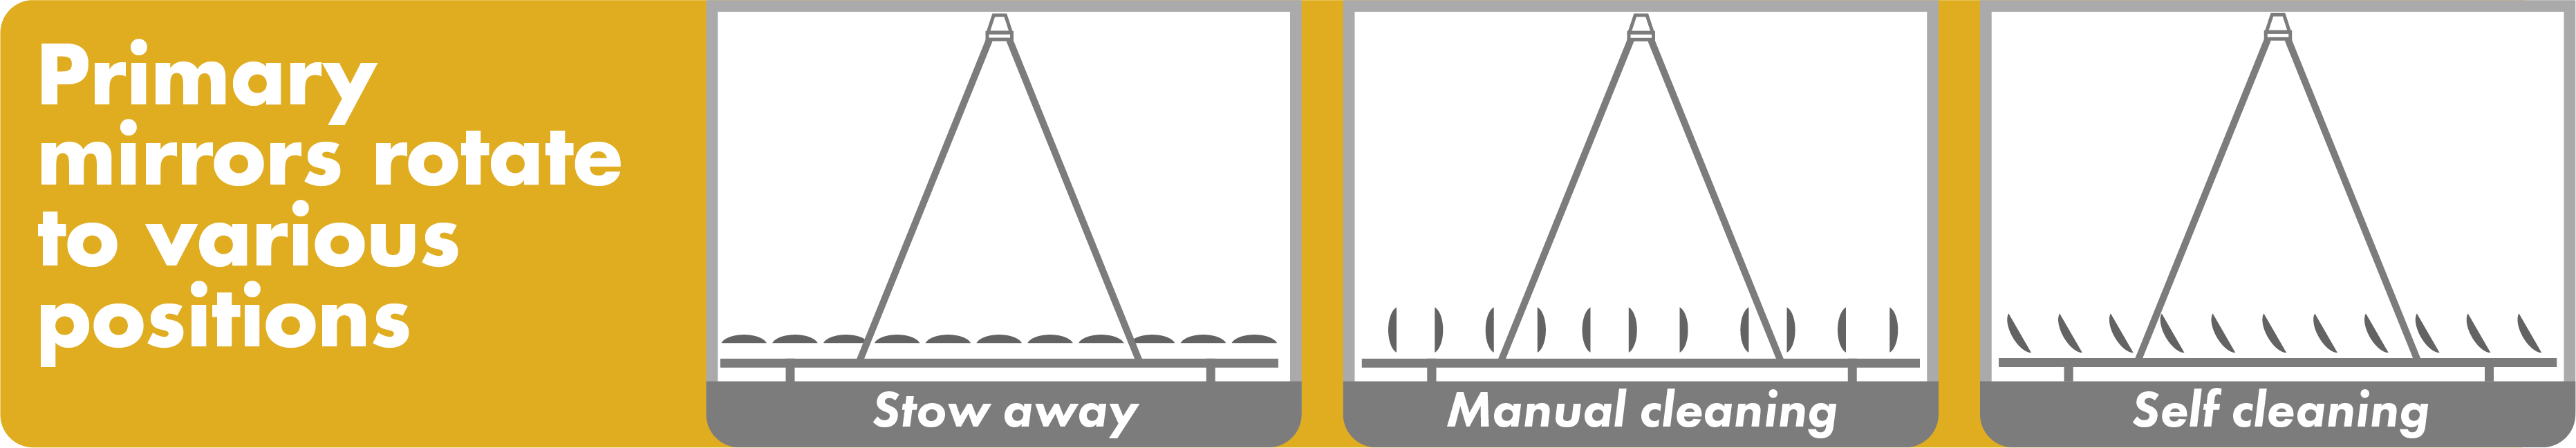 Primary
mirrors rotate
to various
positions
Stow away
Manual cleaning
Self cleaning